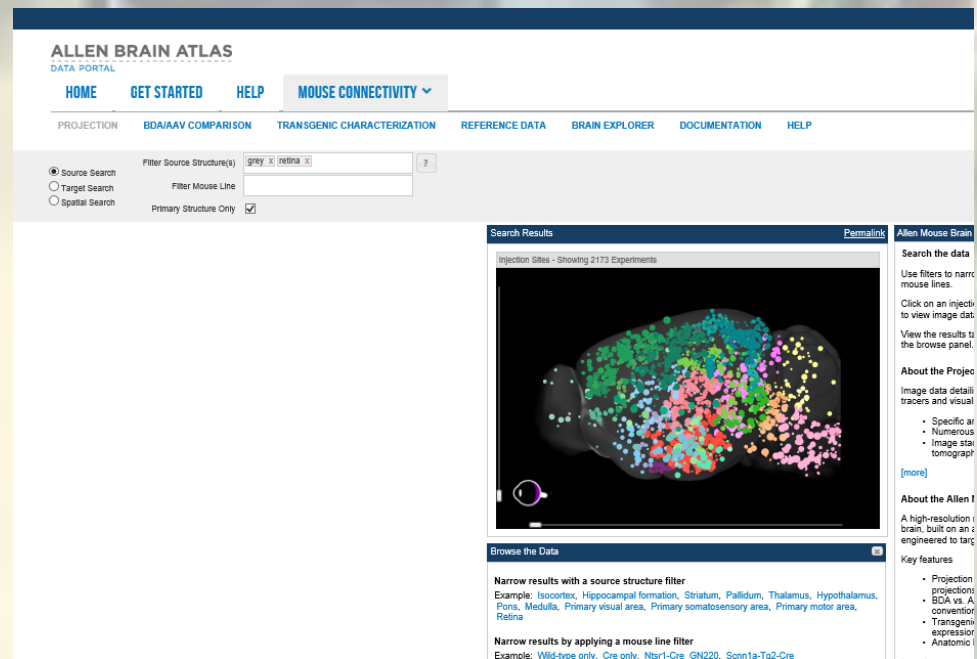 ALLEN BRAIN ATLAS
DATA PORTAL
HOME GET STARTED HELP MOUSE CONNECTIVITY
PROJECTION BDA/AAV COMPARISON TRANSGENIC CHARACTERIZATION REFERENCE DATA BRAIN EXPLORER DOCUMENTATION HELP
Source Search
Target Search
Spatial Search
Filter Source Structure(s) grey x retina x ?
Filter Mouse Line
Primary Structure Only
Search Results Permalink
Injection Sites - Showing 2173 Experiments
Browse the Data
Narrow results with a source structure filter
Example: Isocortex, Hippocampal formation, Striatum, Pallidum, Thalamus, Hypothalamus,
Pons, Medulla, Primary visual area, Primary somatosensory area, Primary motor area,
Retina
Narrow results by applying a mouse line filter
Example: Wild-type only, Cre only, Ntsr1-Cre_GN220, Scnn1a-Tg2-Cre
Allen Mouse Brain
Search the data
Use filters to narro
mouse lines.
Click on an injecti
to view image data
View the results ta
the browse panel.
About the Projec
Image data detaili
tracers and visual
• Specific ar
• Numerous
• Image stac
tomograph
[more]
About the Allen M
A high-resolution
brain, built on an a
engineered to targ
Key features
• Projection
projections
• BDA vs. A
convention
• Transgeni
expression
• Anatomic